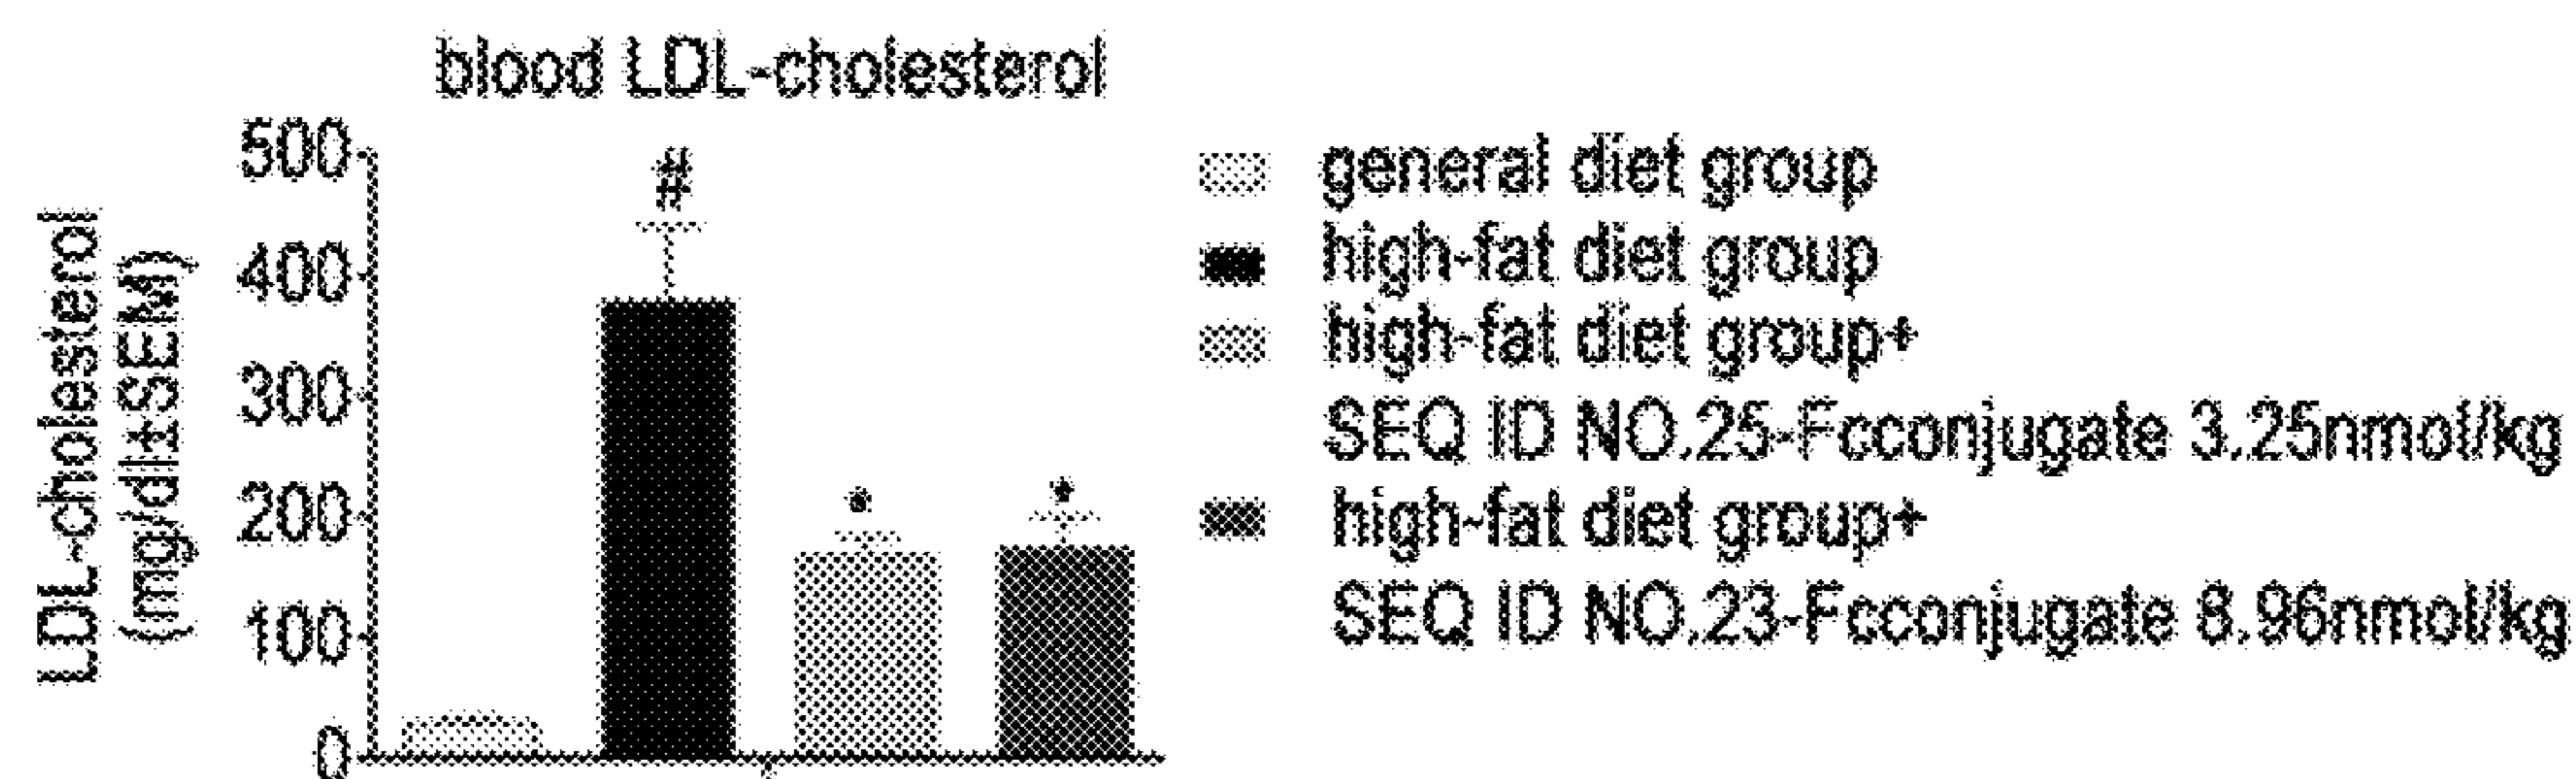 blood LDL-cholesterol
LDL-cholesterol
(mg/dl±SEM)
500
400
300
200
100
0
#
*
*
general diet group
high-fat diet group
high-fat diet group+
SEQ ID NO.25-Fcconjugate 3.25nmol/kg
high-fat diet group+
SEQ ID NO.23-Fcconjugate 8.96nmol/kg